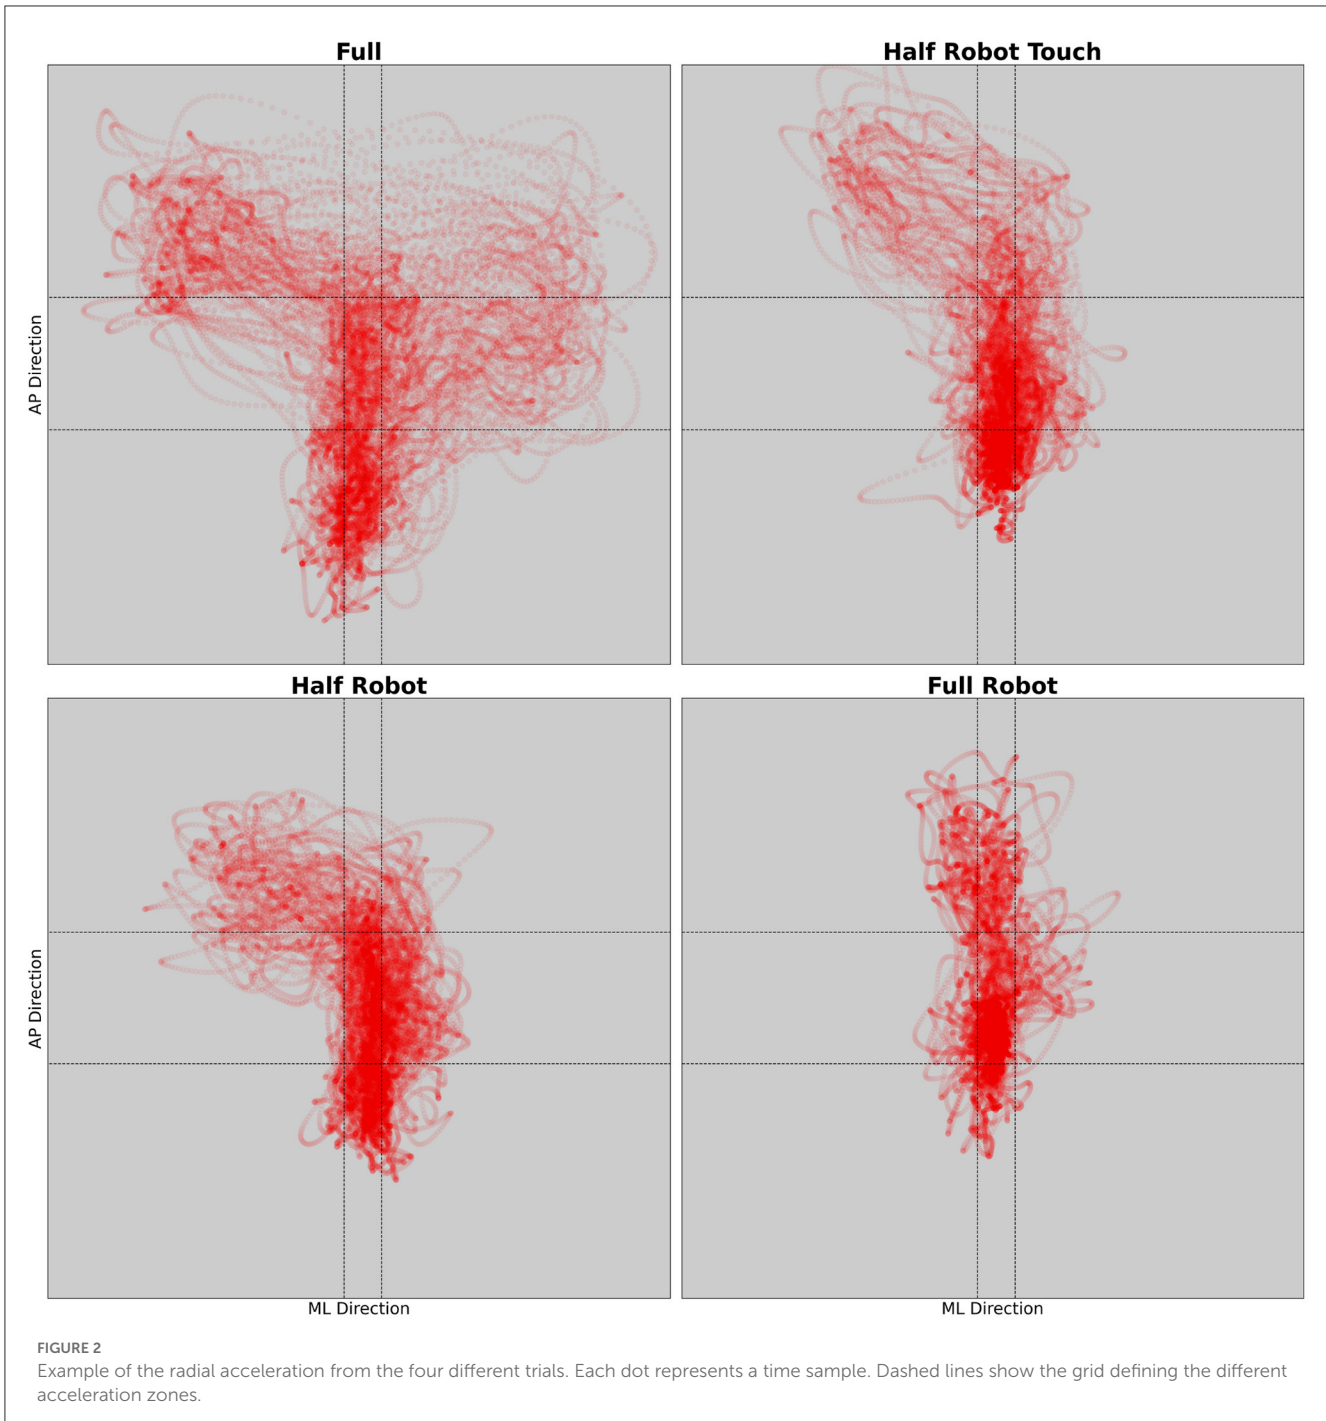 Full
Half Robot Touch
AP Direction
Half Robot
Full Robot
AP Direction
ML Direction
ML Direction
FIGURE 2
Example of the radial acceleration from the four different trials. Each dot represents a time sample. Dashed lines show the grid defining the different
acceleration zones.